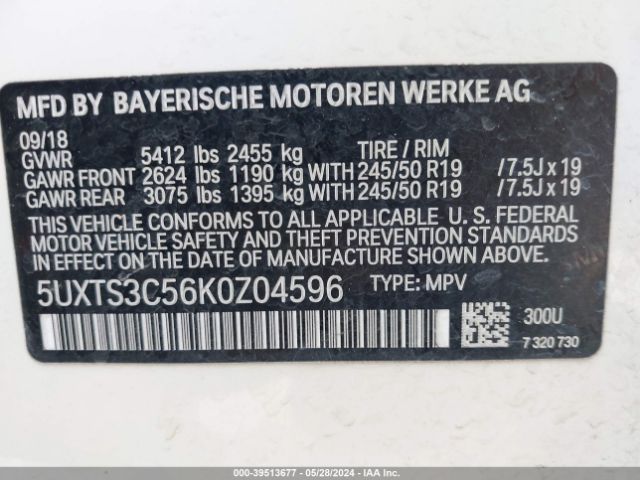 MFD BY BAYERISCHE MOTOREN WERKE AG
09/18
GVWR 5412 lbs 2455 kg TIRE / RIM
GAWR FRONT 2624 lbs 1190 kg WITH 245/50 R19 /7.5J x 19
GAWR REAR 3075 lbs 1395 kg WITH 245/50 R19 /7.5J x 19
THIS VEHICLE CONFORMS TO ALL APPLICABLE U. S. FEDERAL
MOTOR VEHICLE SAFETY AND THEFT PREVENTION STANDARDS
IN EFFECT ON THE DATE OF MANUFACTURE SHOWN ABOVE.
5UXTS3C56K0Z04596 TYPE: MPV
300U
7 320 730
000-39513677 - 05/28/2024 - IAAI.com